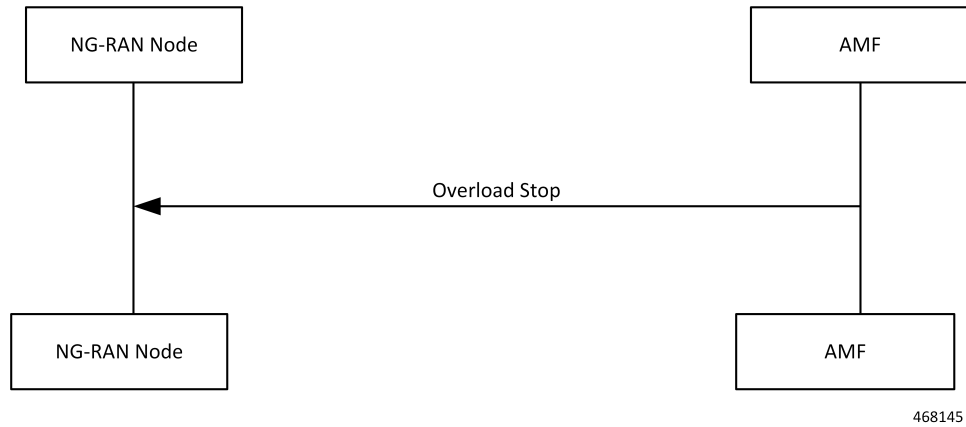 NG-RAN Node
AMF
Overload Stop
NG-RAN Node
AMF
468145